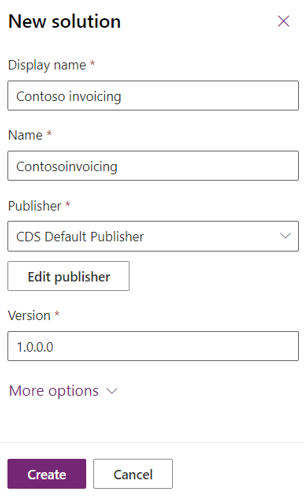 New solution
Display name *
Contoso invoicing
Name *
Contosoinvoicing
Publisher *
CDS Default Publisher
Edit publisher
Version *
1.0.0.0
More options
Create Cancel